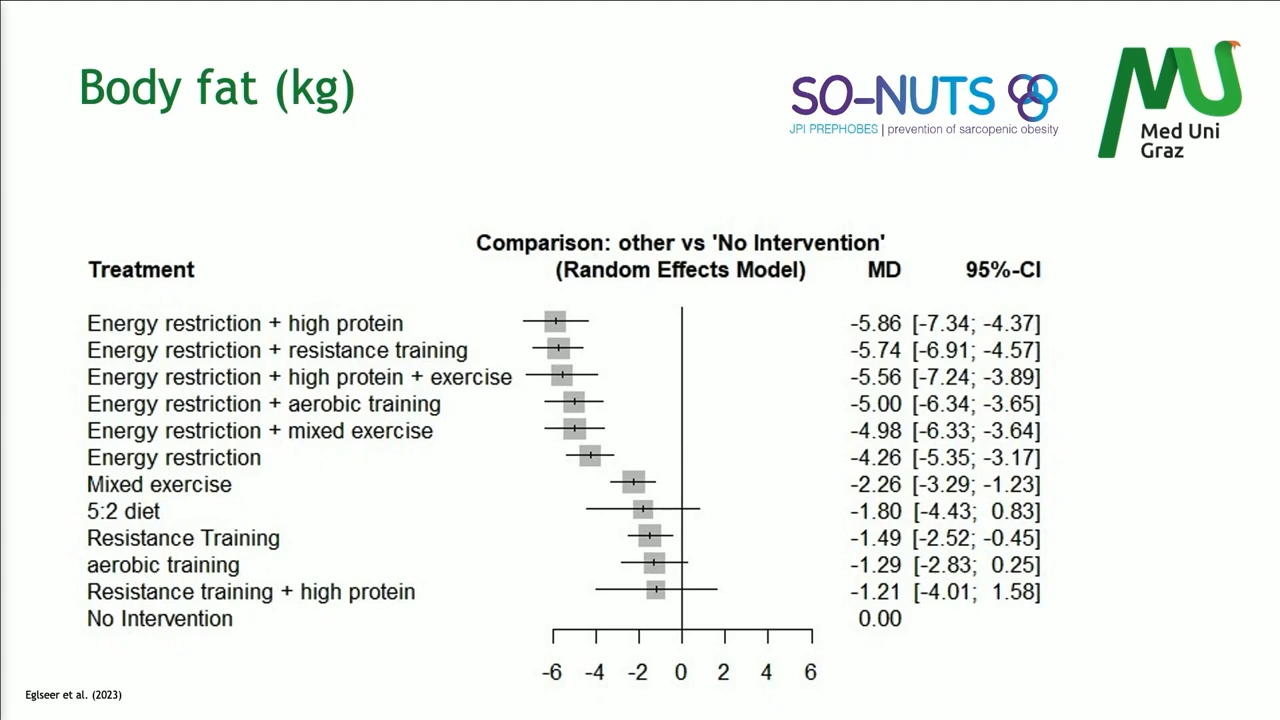 Body fat (kg)
SO-NUTS
JPI PREPHOBES | prevention of sarcopenic obesity
Med Uni
Graz
Comparison: other vs 'No Intervention'
Treatment (Random Effects Model) MD 95%-CI
Energy restriction + high protein -5.86 [-7.34; -4.37]
Energy restriction + resistance training -5.74 [-6.91; -4.57]
Energy restriction + high protein + exercise -5.56 [-7.24; -3.89]
Energy restriction + aerobic training -5.00 [-6.34; -3.65]
Energy restriction + mixed exercise -4.98 [-6.33; -3.64]
Energy restriction -4.26 [-5.35; -3.17]
Mixed exercise -2.26 [-3.29; -1.23]
5:2 diet -1.80 [-4.43; 0.83]
Resistance Training -1.49 [-2.52; -0.45]
aerobic training -1.29 [-2.83; 0.25]
Resistance training + high protein -1.21 [-4.01; 1.58]
No Intervention 0.00
-6 -4 -2 0 2 4 6
Eglseer et al. (2023)